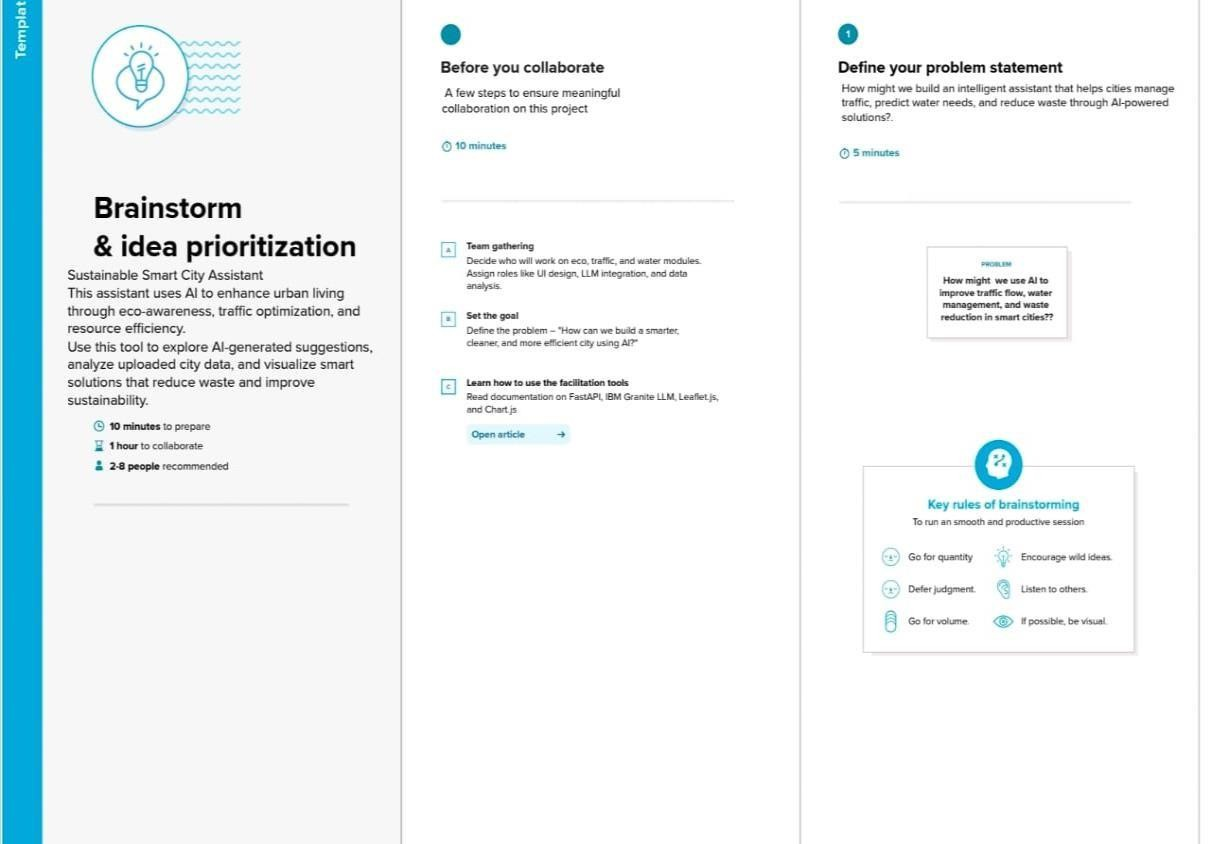 Templat
Brainstorm
& idea prioritization
Sustainable Smart City Assistant
This assistant uses AI to enhance urban living
through eco-awareness, traffic optimization, and
resource efficiency.
Use this tool to explore AI-generated suggestions,
analyze uploaded city data, and visualize smart
solutions that reduce waste and improve
sustainability.
10 minutes to prepare
1 hour to collaborate
2-8 people recommended
Before you collaborate
A few steps to ensure meaningful
collaboration on this project
10 minutes
A
Team gathering
Decide who will work on eco, traffic, and water modules.
Assign roles like UI design, LLM integration, and data
analysis.
B
Set the goal
Define the problem – "How can we build a smarter,
cleaner, and more efficient city using AI?"
C
Learn how to use the facilitation tools
Read documentation on FastAPI, IBM Granite LLM, Leaflet.js,
and Chart.js
Open article →
1
Define your problem statement
How might we build an intelligent assistant that helps cities manage
traffic, predict water needs, and reduce waste through AI-powered
solutions?.
5 minutes
PROBLEM
How might we use AI to
improve traffic flow, water
management, and waste
reduction in smart cities??
Key rules of brainstorming
To run an smooth and productive session
Go for quantity
Encourage wild ideas.
Defer judgment.
Listen to others.
Go for volume.
If possible, be visual.